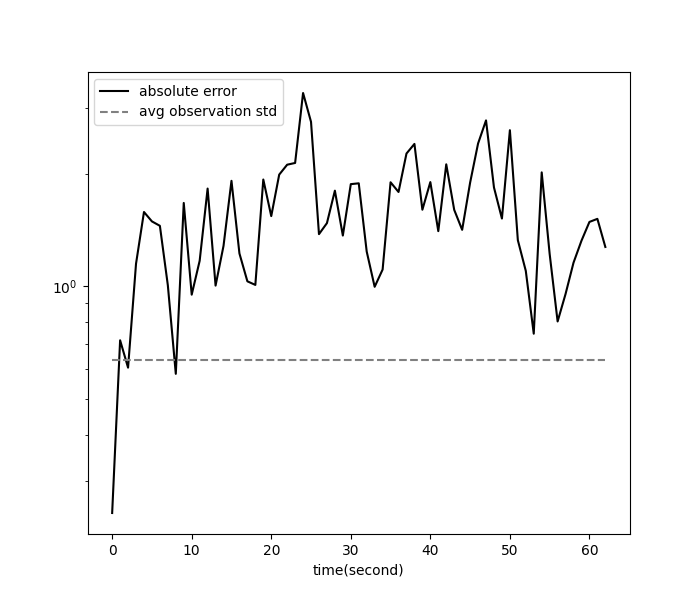 absolute error
avg observation std
10⁰
0 10 20 30 40 50 60
time(second)